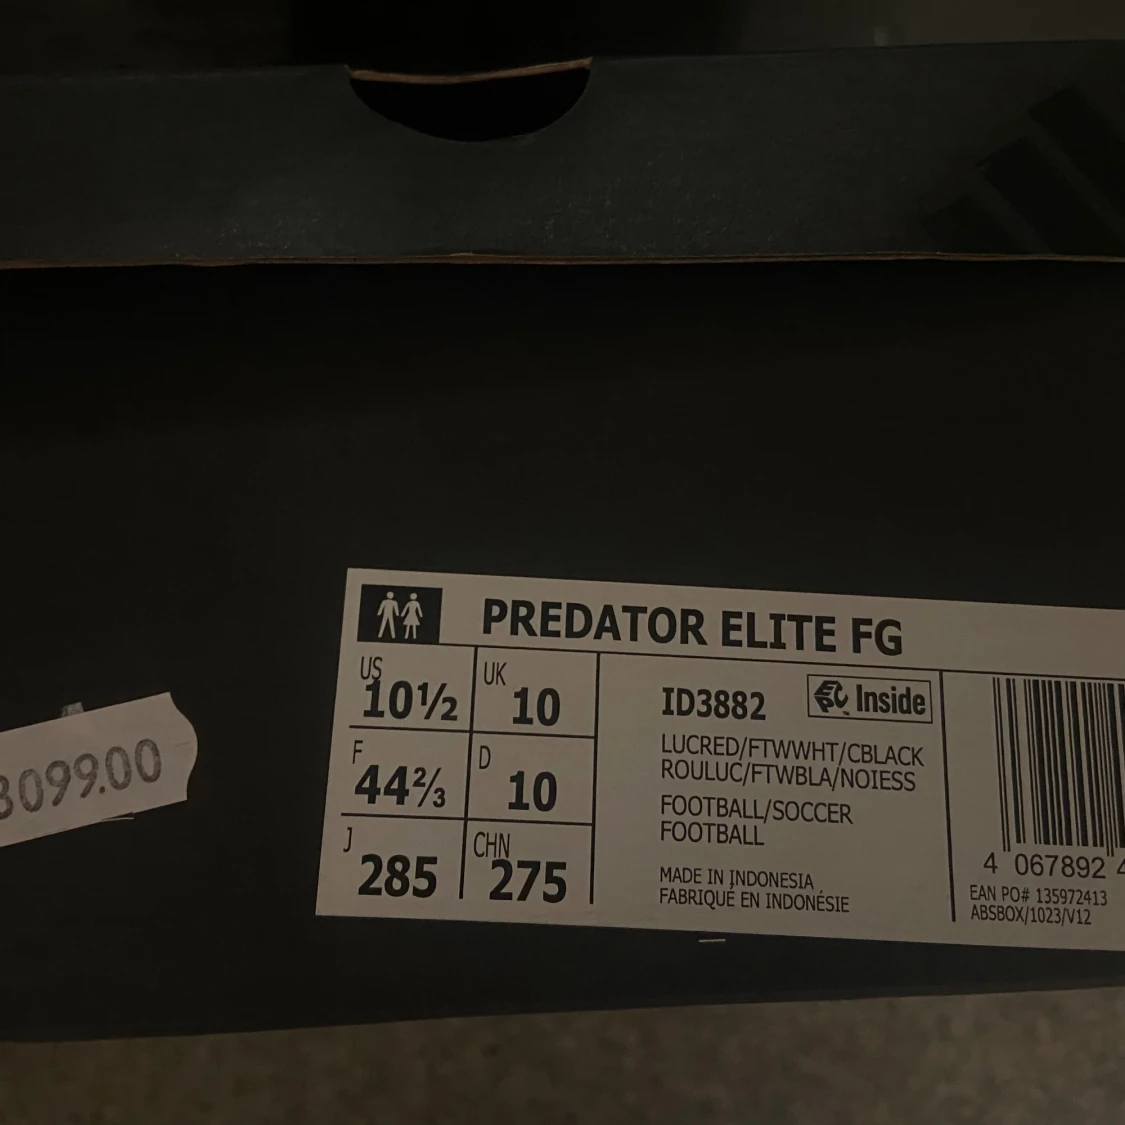 PREDATOR ELITE FG
US
10½
UK
10
F
44⅔
D
10
J
285
CHN
275
ID3882
Inside
LUCRED/FTWWHT/CBLACK
ROULUC/FTWBLA/NOIESS
FOOTBALL/SOCCER
FOOTBALL
MADE IN INDONESIA
FABRIQUÉ EN INDONÉSIE
4 067892 4
EAN PO# 135972413
ABSBOX/1023/V12
3099.00